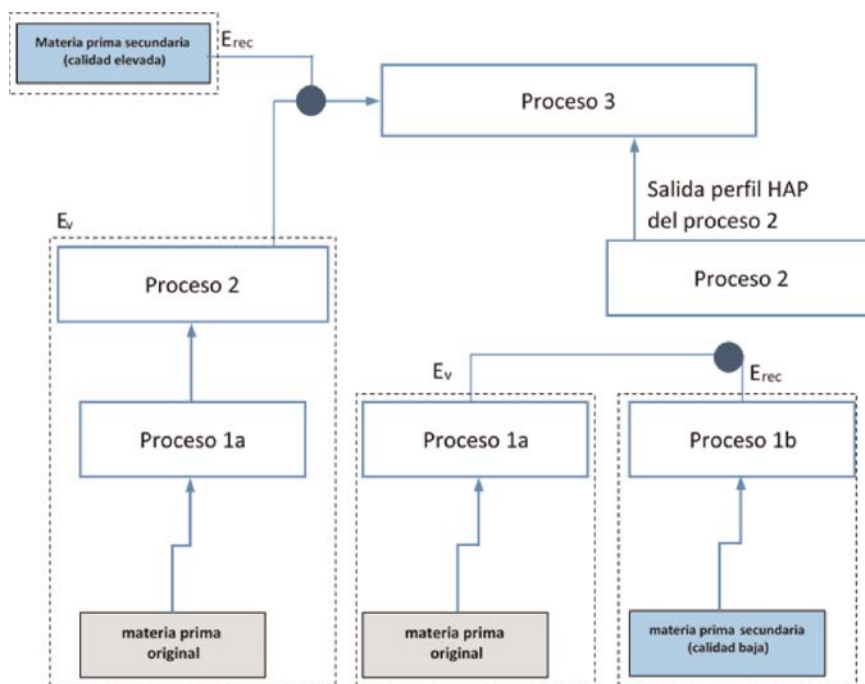 Materia prima secundaria
(calidad elevada)
Erec
Proceso 3
Salida perfil HAP
del proceso 2
Ev
Proceso 2
Proceso 2
Ev
Erec
Proceso 1a
Proceso 1a
Proceso 1b
materia prima
original
materia prima
original
materia prima secundaria
(calidad baja)